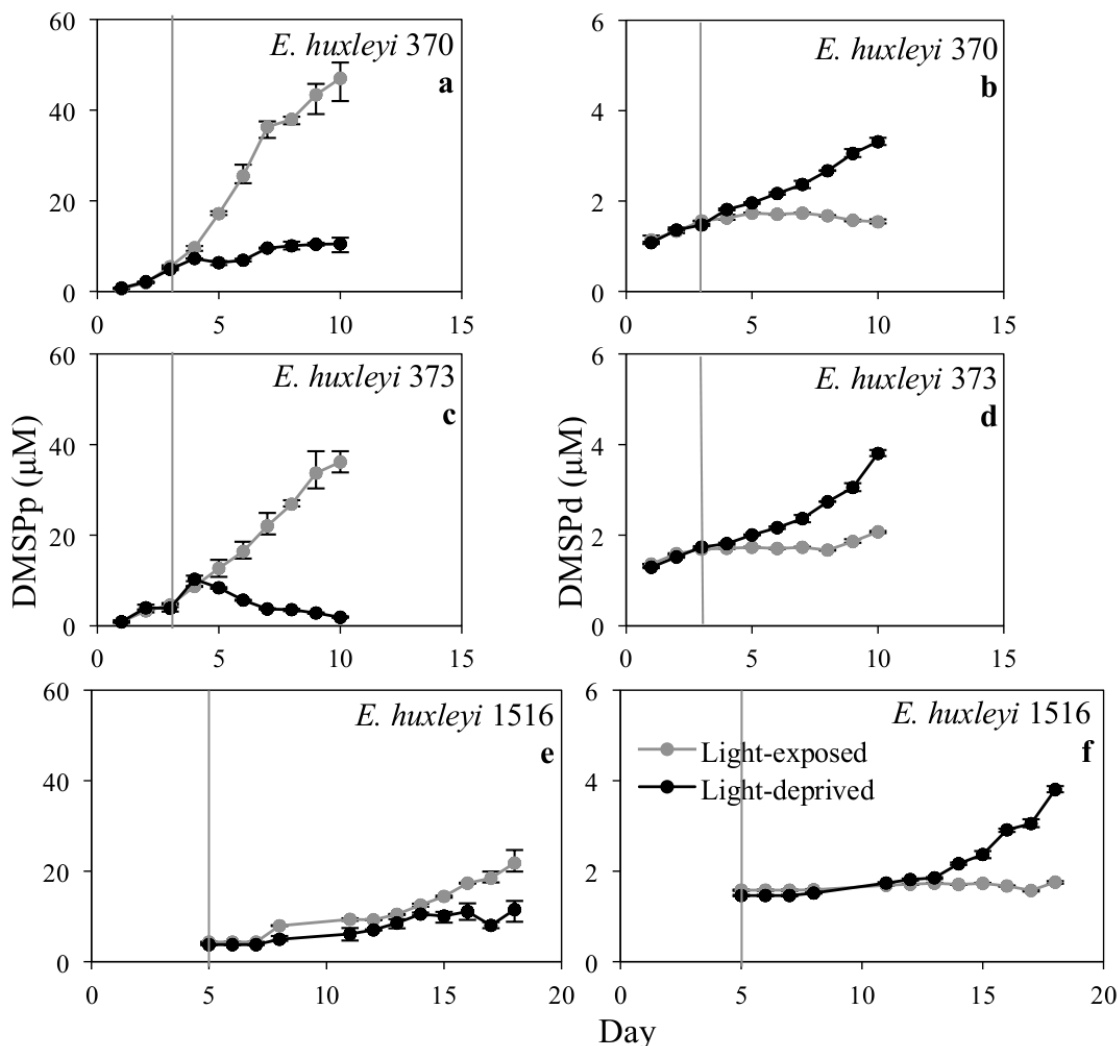 60
40
20
0
0 5 10 15
E. huxleyi 370
a
6
4
2
0
0 5 10 15
E. huxleyi 370
b
60
40
20
0
0 5 10 15
E. huxleyi 373
c
DMSPp (μM)
6
4
2
0
0 5 10 15
E. huxleyi 373
d
DMSPd (μM)
60
40
20
0
0 5 10 15 20
E. huxleyi 1516
e
6
4
2
0
0 5 10 15 20
E. huxleyi 1516
f
Light-exposed
Light-deprived
Day